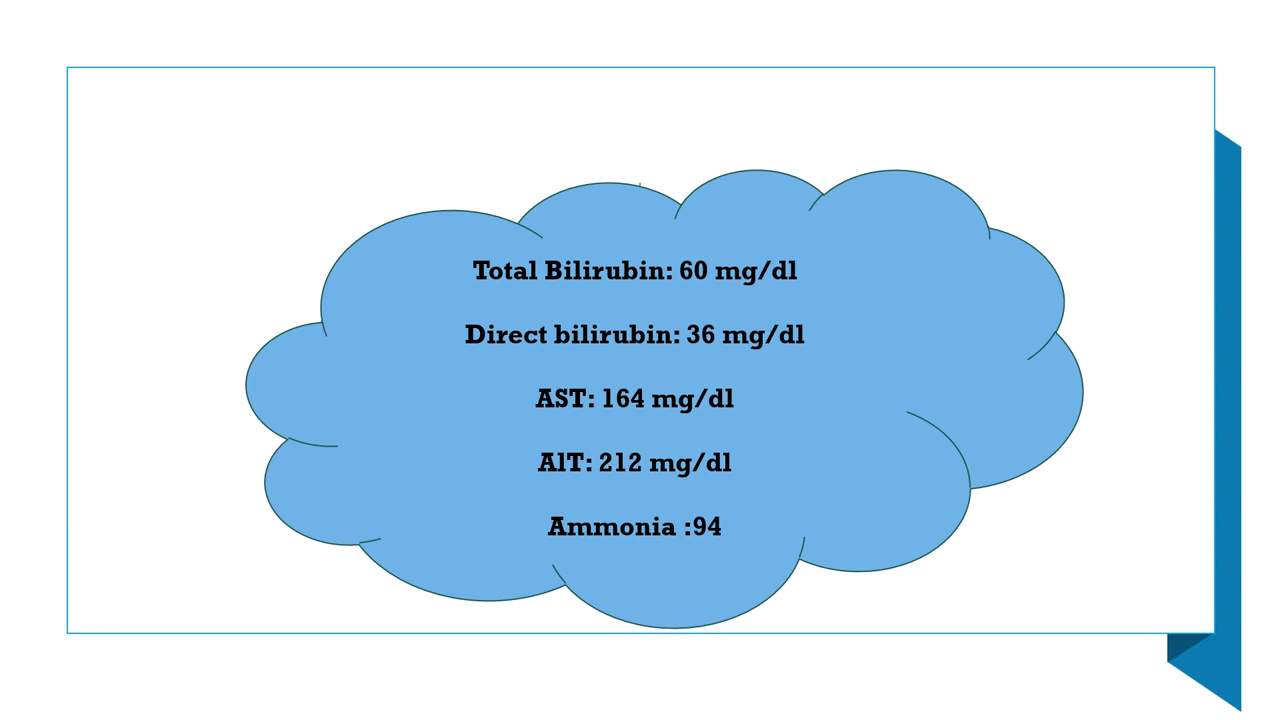 Total Bilirubin: 60 mg/dl
Direct bilirubin: 36 mg/dl
AST: 164 mg/dl
AlT: 212 mg/dl
Ammonia :94